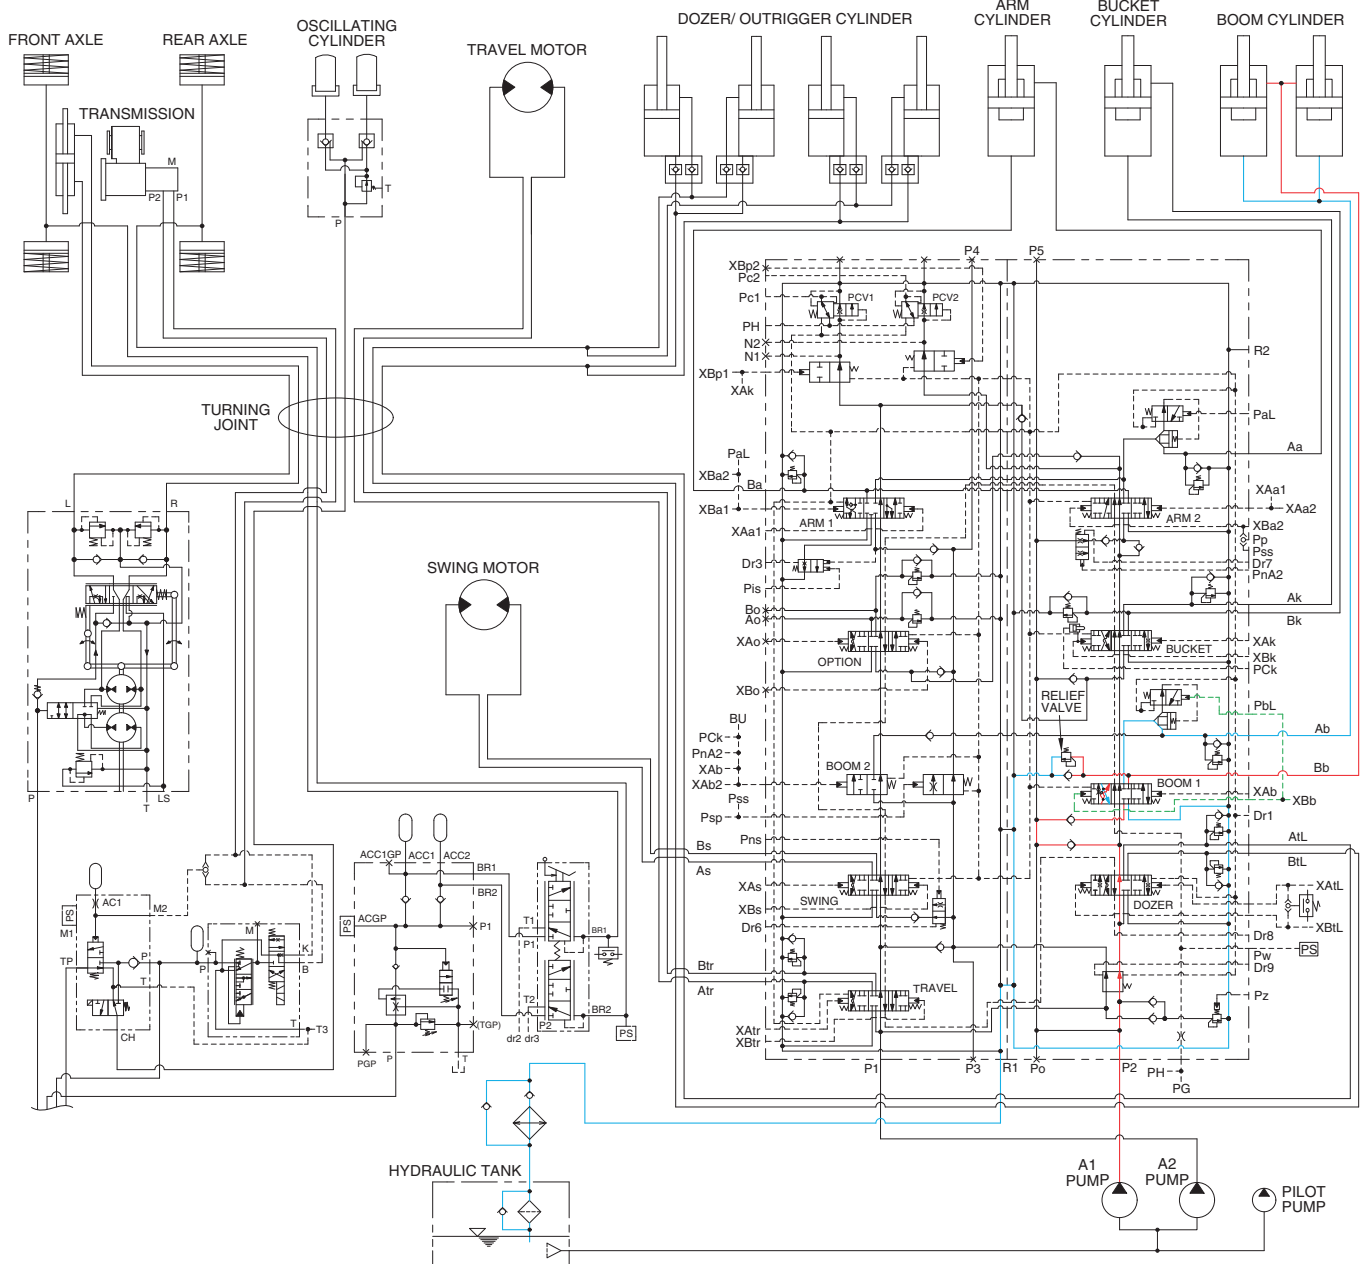 FRONT AXLE
REAR AXLE
OSCILLATING
CYLINDER
TRAVEL MOTOR
DOZER/ OUTRIGGER CYLINDER
ARM
CYLINDER
BUCKET
CYLINDER
BOOM CYLINDER
TRANSMISSION
M
P2
P1
T
P
TURNING
JOINT
P4
P5
XBp2
Pc2
Pc1
PCV1
PCV2
PH
N2
N1
XBp1
XAk
R2
PaL
Aa
PaL
XBa2
Ba
XBa1
ARM 1
XAa1
ARM 2
XAa1
XAa2
XBa2
Pp
Pss
Dr7
PnA2
Dr3
Pis
Bo
Ao
XAo
OPTION
XBo
Ak
Bk
XAk
BUCKET
XBk
PCk
RELIEF
VALVE
PbL
BU
PCk
PnA2
XAb
XAb2
BOOM 2
Pss
Psp
Ab
Bb
BOOM 1
XAb
XBb
Dr1
Pns
Bs
As
XAs
SWING
XBs
Dr6
AtL
BtL
XAtL
DOZER
XBtL
Dr8
PS
Pw
Dr9
Pz
Btr
Atr
TRAVEL
XAtr
XBtr
P1
P3
R1
Po
P2
PH
PG
L
R
SWING MOTOR
P
T
LS
ACC1GP
ACC1
ACC2
BR1
BR2
PS
ACGP
P1
T1
P1
BR1
T2
P2
BR2
dr2
dr3
PS
(TGP)
PGP
P
T
AC1
PS
M1
M2
TP
P
T
CH
M
P
K
B
T
T3
HYDRAULIC TANK
A1
PUMP
A2
PUMP
PILOT
PUMP